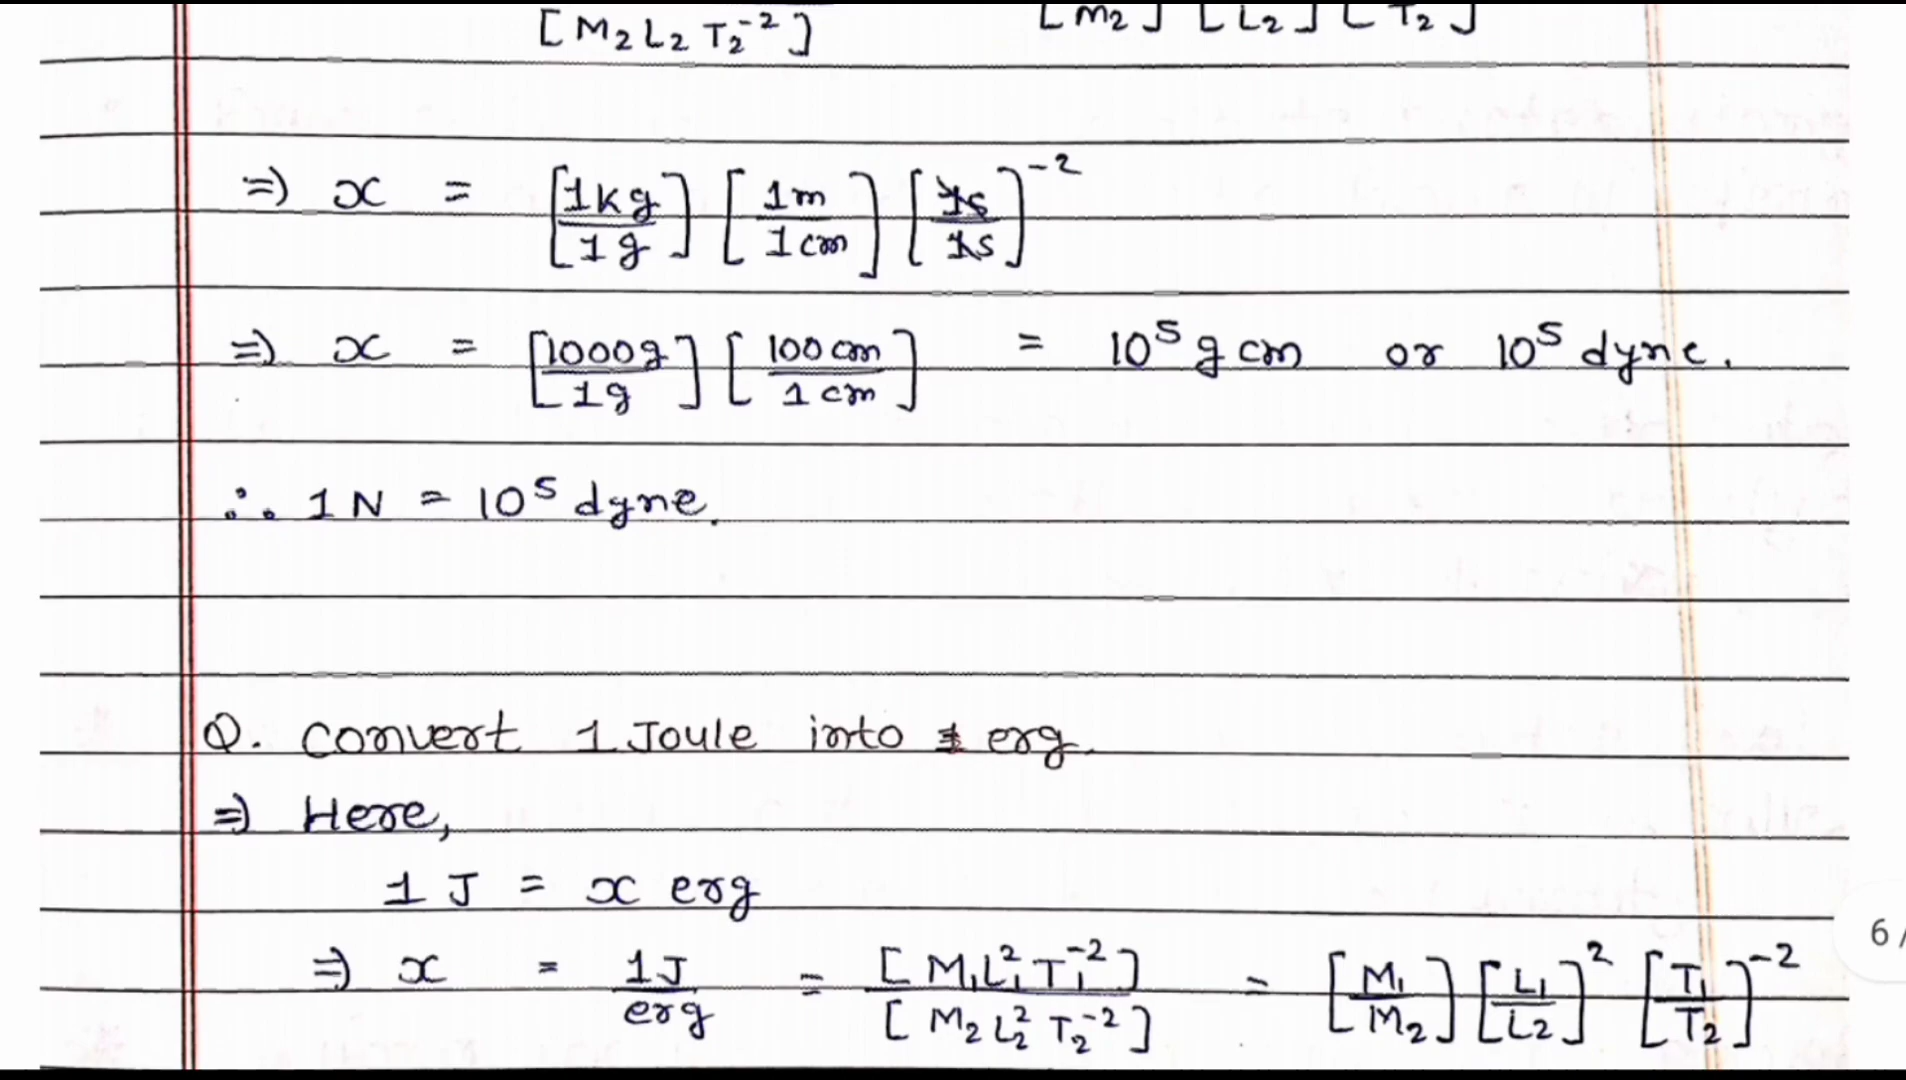 [M₂L₂T₂⁻²] [M₂] [L₂] [T₂]
⇒ x = [1kg/1g] [1m/1cm] [1s/1s]⁻²
⇒ x = [1000g/1g] [100cm/1cm] = 10⁵ g cm or 10⁵ dyne.
∴ 1 N = 10⁵ dyne.
Q. Convert 1 Joule into erg.
⇒ Here,
1 J = x erg
⇒ x = 1J/erg = [M₁L₁²T₁⁻²]/[M₂L₂²T₂⁻²] = [M₁/M₂] [L₁/L₂]² [T₁/T₂]⁻²
6/